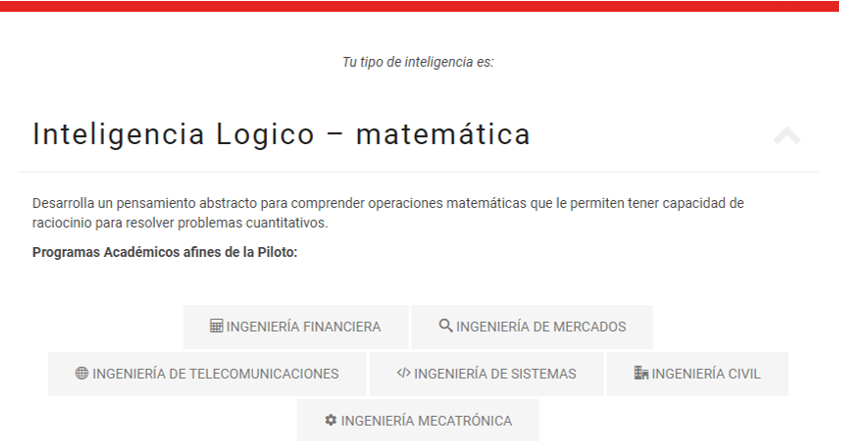 Tu tipo de inteligencia es:
Inteligencia Logico – matemática
Desarrolla un pensamiento abstracto para comprender operaciones matemáticas que le permiten tener capacidad de
raciocinio para resolver problemas cuantitativos.
Programas Académicos afines de la Piloto:
INGENIERÍA FINANCIERA
INGENIERÍA DE MERCADOS
INGENIERÍA DE TELECOMUNICACIONES
INGENIERÍA DE SISTEMAS
INGENIERÍA CIVIL
INGENIERÍA MECATRÓNICA